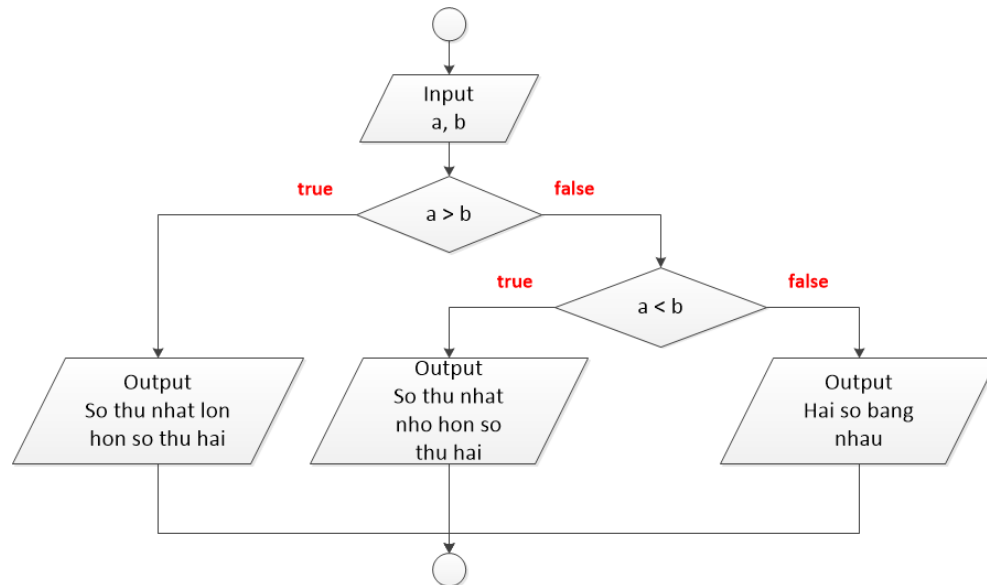 Input
a, b
true
false
a > b
true
false
a < b
Output
So thu nhat lon
hon so thu hai
Output
So thu nhat
nho hon so
thu hai
Output
Hai so bang
nhau